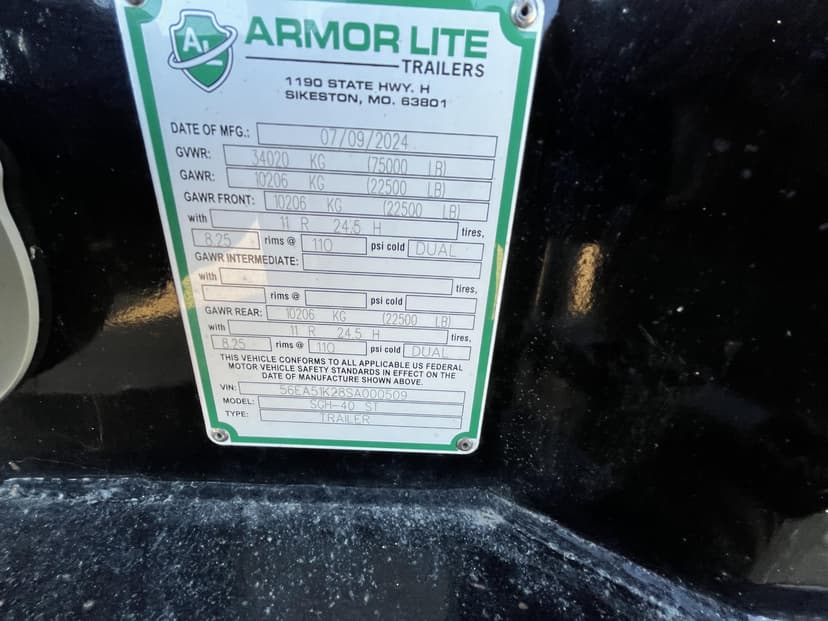 AL
ARMOR LITE
TRAILERS
1190 STATE HWY. H
SIKESTON, MO. 63801
DATE OF MFG.: 07/09/2024
GVWR: 34020 KG (75000 LB)
GAWR: 10206 KG (22500 LB)
GAWR FRONT: 10206 KG (22500 LB)
with 11 R 24.5 H tires,
8.25 rims @ 110 psi cold DUAL
GAWR INTERMEDIATE:
with tires,
rims @ psi cold
GAWR REAR: 10206 KG (22500 LB)
with 11 R 24.5 H tires,
8.25 rims @ 110 psi cold DUAL
THIS VEHICLE CONFORMS TO ALL APPLICABLE US FEDERAL
MOTOR VEHICLE SAFETY STANDARDS IN EFFECT ON THE
DATE OF MANUFACTURE SHOWN ABOVE.
VIN: 56EA51K28SA000509
MODEL: SGH-40 ST
TYPE: TRAILER